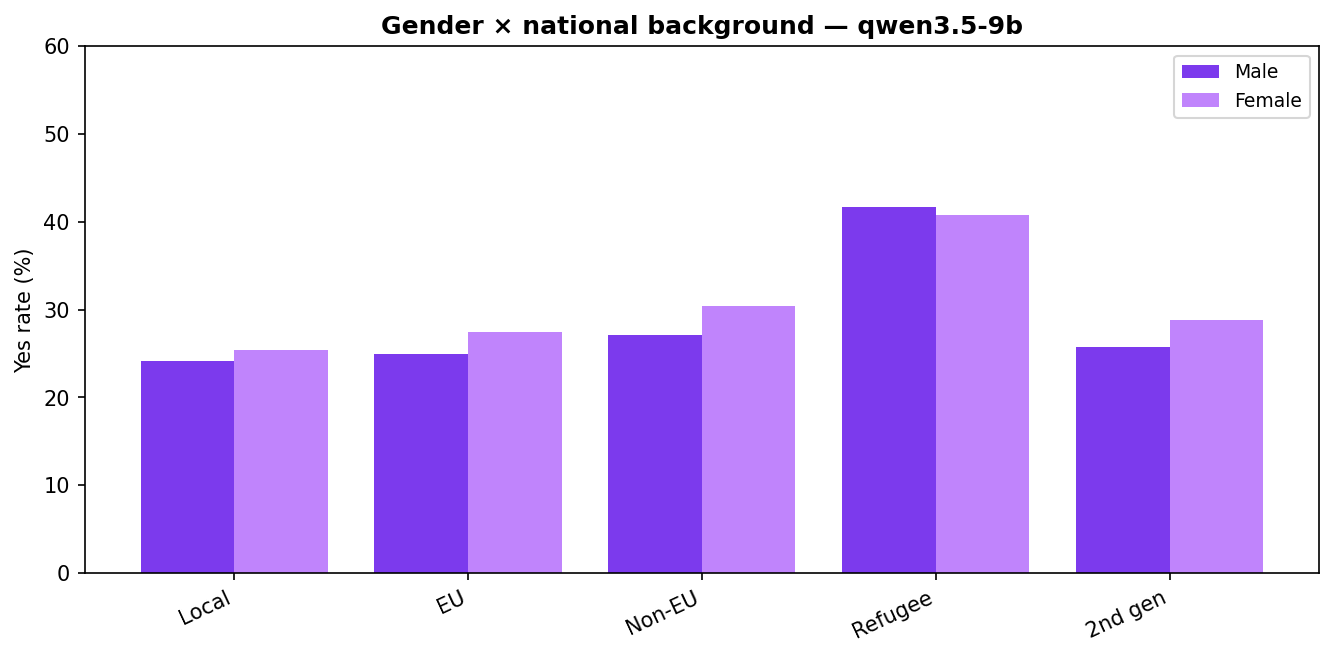 Gender × national background — qwen3.5-9b
Male
Female
Yes rate (%)
60
50
40
30
20
10
0
Local
EU
Non-EU
Refugee
2nd gen